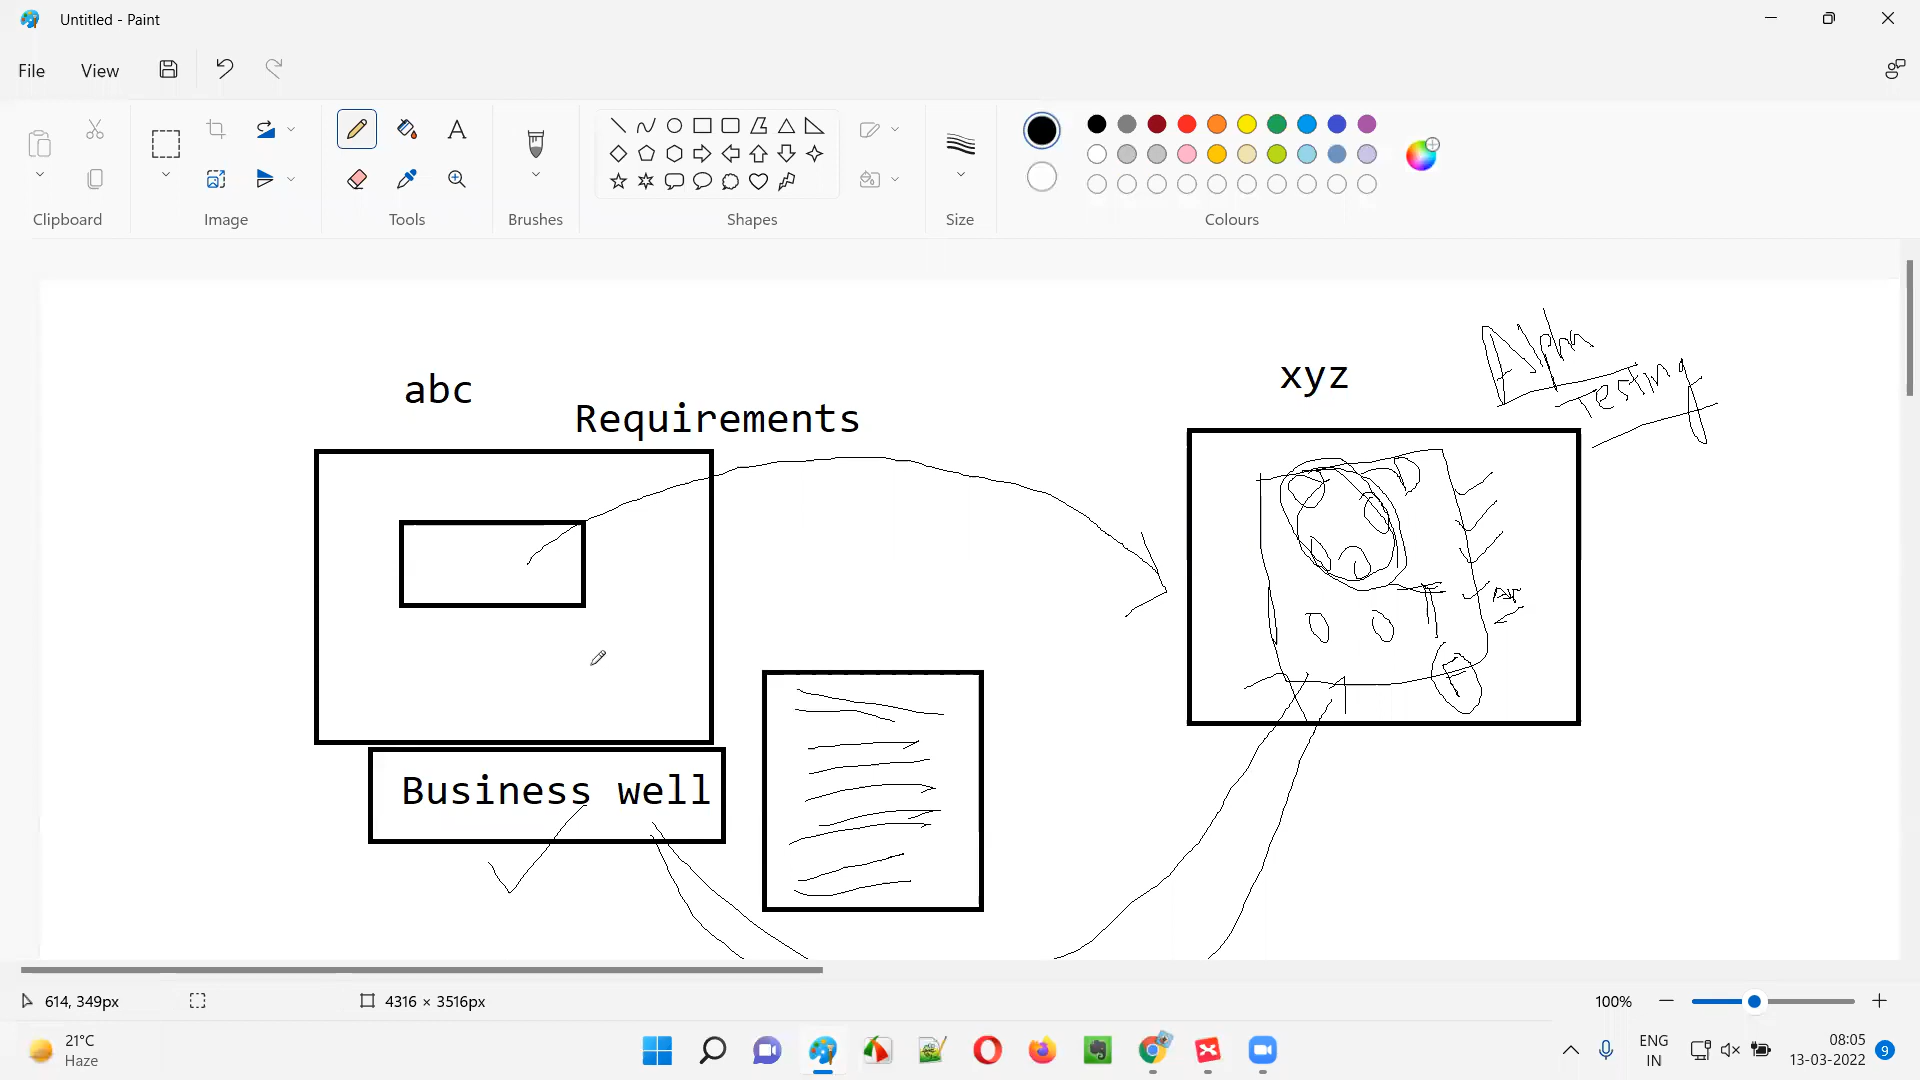 Untitled - Paint
File
View
Clipboard
Image
Tools
Brushes
Shapes
Size
Colours
abc
Requirements
xyz
Alpha
Testing
Business well
614, 349px
4316 × 3516px
100%
21°C
Haze
ENG
IN
08:05
13-03-2022
9